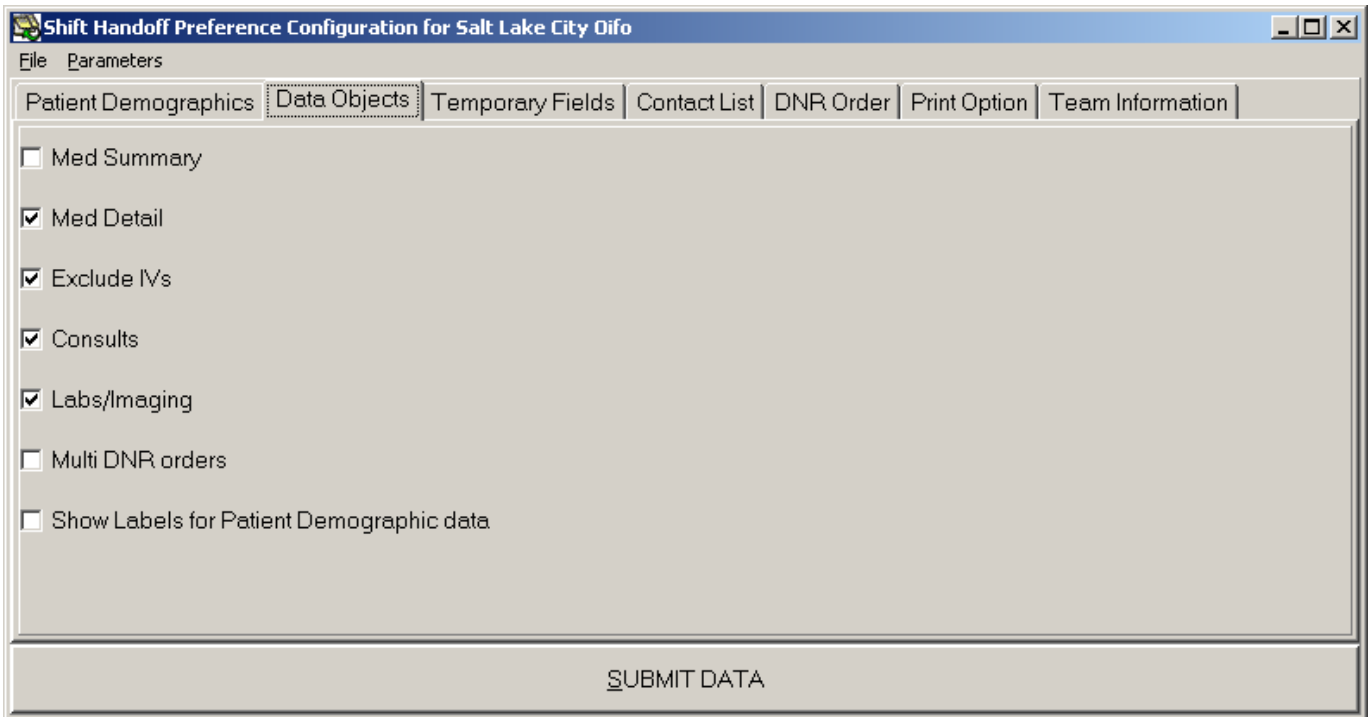 Shift Handoff Preference Configuration for Salt Lake City Oifo
File Parameters
Patient Demographics Data Objects Temporary Fields Contact List DNR Order Print Option Team Information
Med Summary
Med Detail
Exclude IVs
Consults
Labs/Imaging
Multi DNR orders
Show Labels for Patient Demographic data
SUBMIT DATA